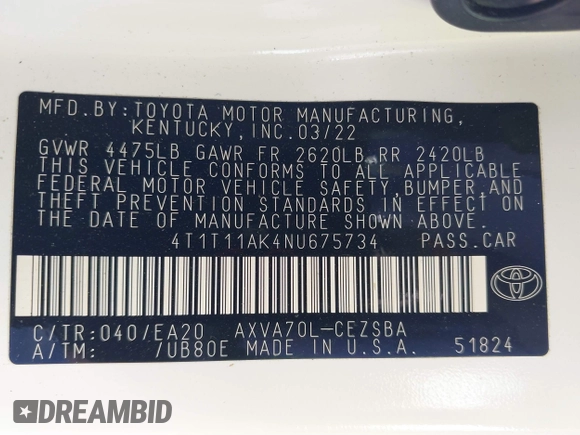 MFD. BY: TOYOTA MOTOR MANUFACTURING,
KENTUCKY, INC. 03/22
GVWR 4475LB GAWR FR 2620LB RR 2420LB
THIS VEHICLE CONFORMS TO ALL APPLICABLE
FEDERAL MOTOR VEHICLE SAFETY, BUMPER, AND
THEFT PREVENTION STANDARDS IN EFFECT ON
THE DATE OF MANUFACTURE SHOWN ABOVE.
4T1T11AK4NU675734 PASS. CAR
C/TR: 040/EA20 AXVA70L-CEZSBA
A/TM: /UB80E MADE IN U.S.A. 51824
DREAMBID